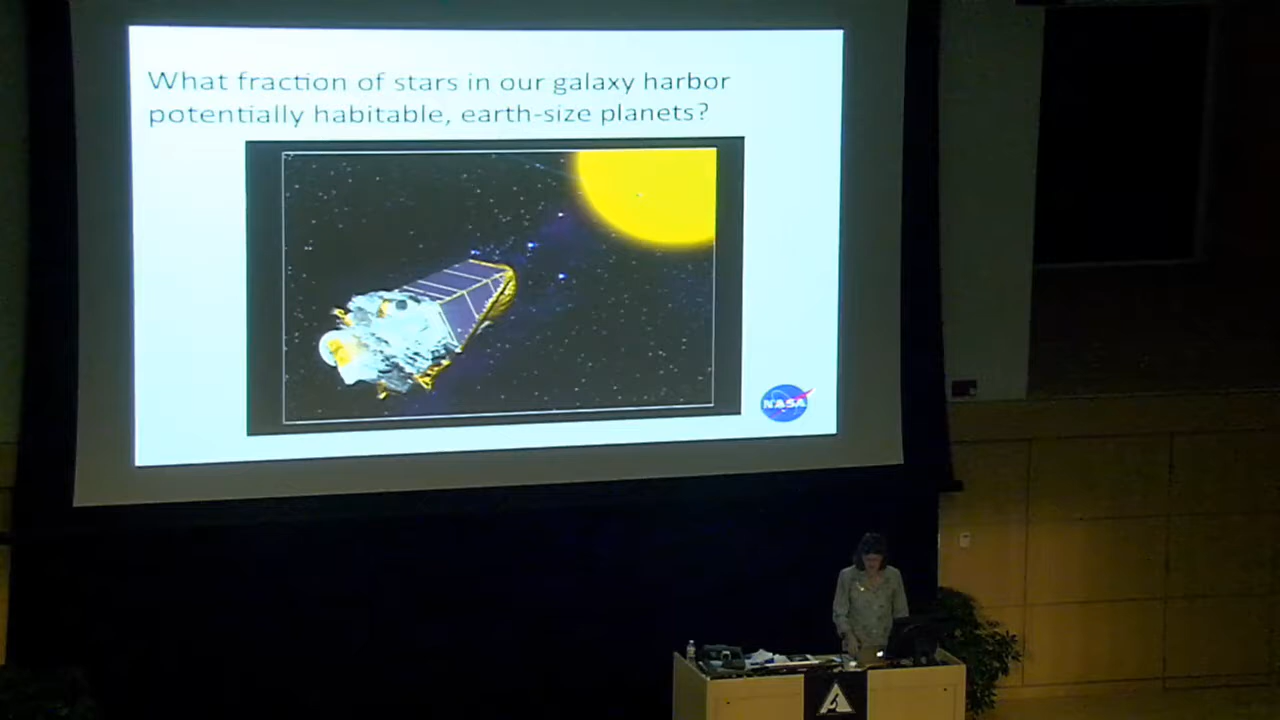 What fraction of stars in our galaxy harbor
potentially habitable, earth-size planets?
NASA